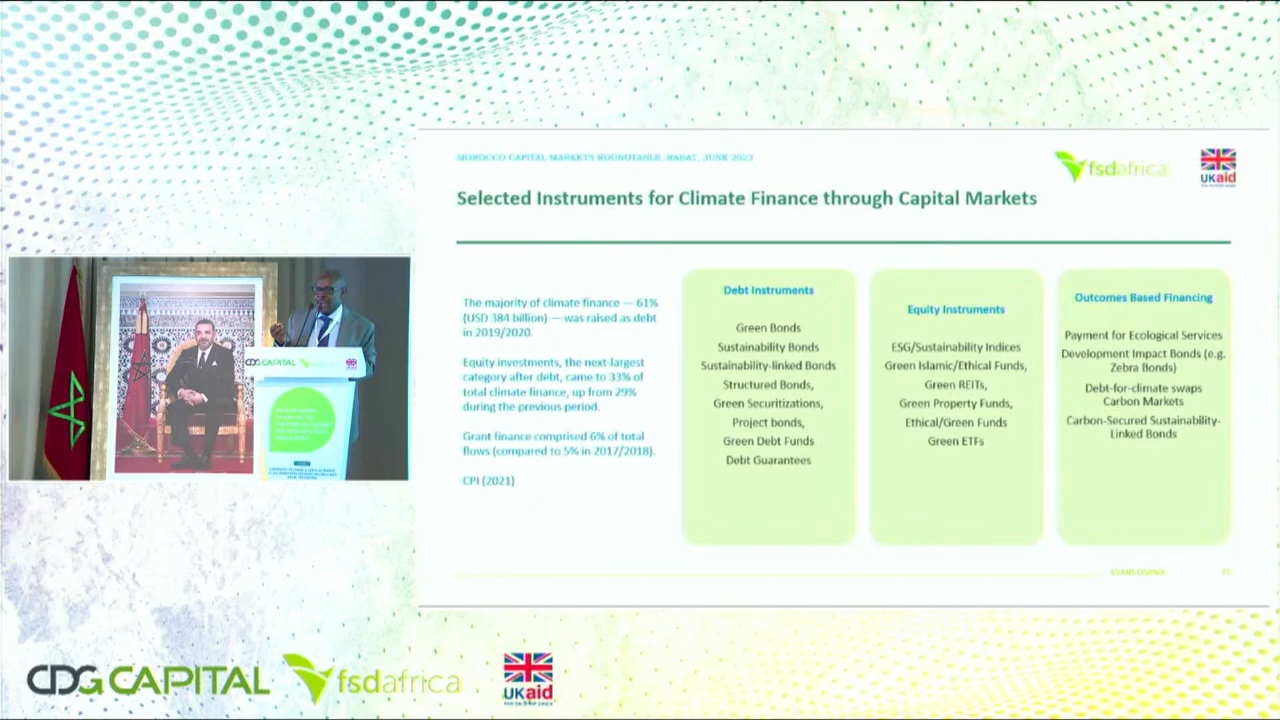 MOROCCO CAPITAL MARKETS ROUNDTABLE, RABAT, JUNE 2023
fsdafrica
UKaid
Selected Instruments for Climate Finance through Capital Markets
The majority of climate finance — 61%
(USD 384 billion) — was raised as debt
in 2019/2020.
Equity investments, the next-largest
category after debt, came to 33% of
total climate finance, up from 29%
during the previous period.
Grant finance comprised 6% of total
flows (compared to 5% in 2017/2018).
CPI (2021)
Debt Instruments
Green Bonds
Sustainability Bonds
Sustainability-linked Bonds
Structured Bonds,
Green Securitizations,
Project bonds,
Green Debt Funds
Debt Guarantees
Equity Instruments
ESG/Sustainability Indices
Green Islamic/Ethical Funds,
Green REITs,
Green Property Funds,
Ethical/Green Funds
Green ETFs
Outcomes Based Financing
Payment for Ecological Services
Development Impact Bonds (e.g.
Zebra Bonds)
Debt-for-climate swaps
Carbon Markets
Carbon-Secured Sustainability-
Linked Bonds
CDG CAPITAL
CDG CAPITAL
fsdafrica
UKaid